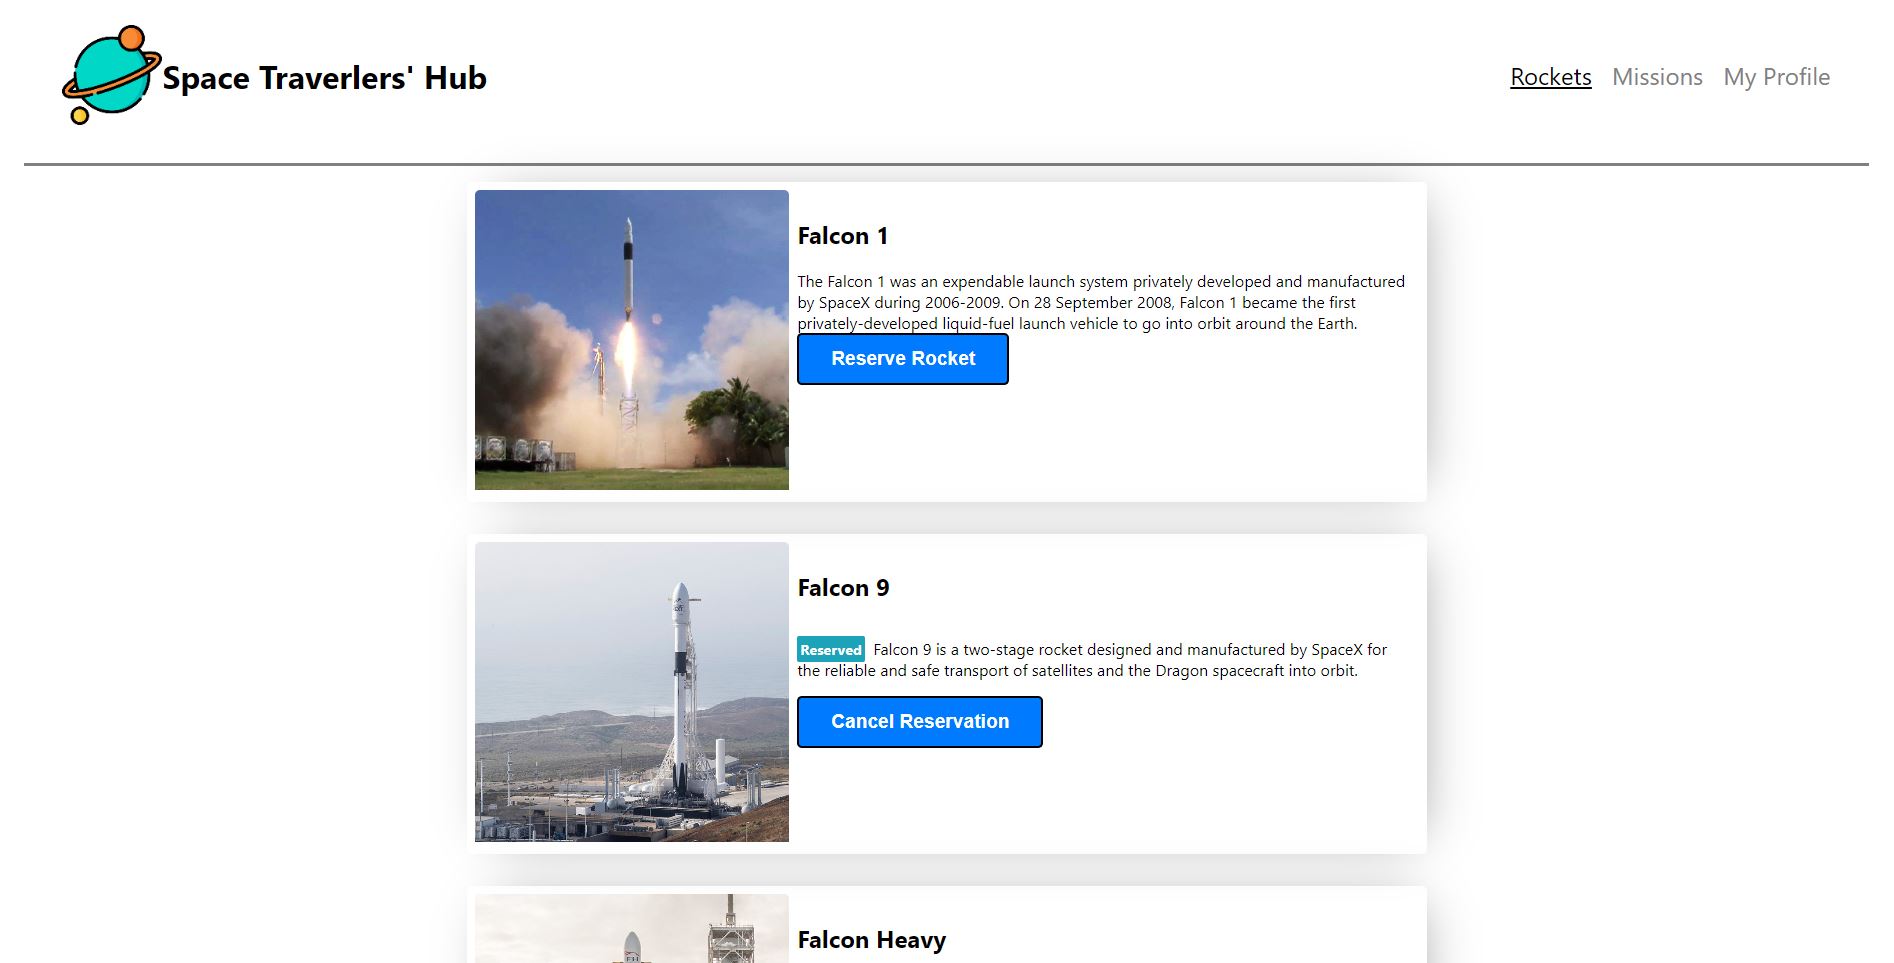 Space Traverlers' Hub
Rockets Missions My Profile
Falcon 1
The Falcon 1 was an expendable launch system privately developed and manufactured
by SpaceX during 2006-2009. On 28 September 2008, Falcon 1 became the first
privately-developed liquid-fuel launch vehicle to go into orbit around the Earth.
Reserve Rocket
Falcon 9
Reserved Falcon 9 is a two-stage rocket designed and manufactured by SpaceX for
the reliable and safe transport of satellites and the Dragon spacecraft into orbit.
Cancel Reservation
Falcon Heavy